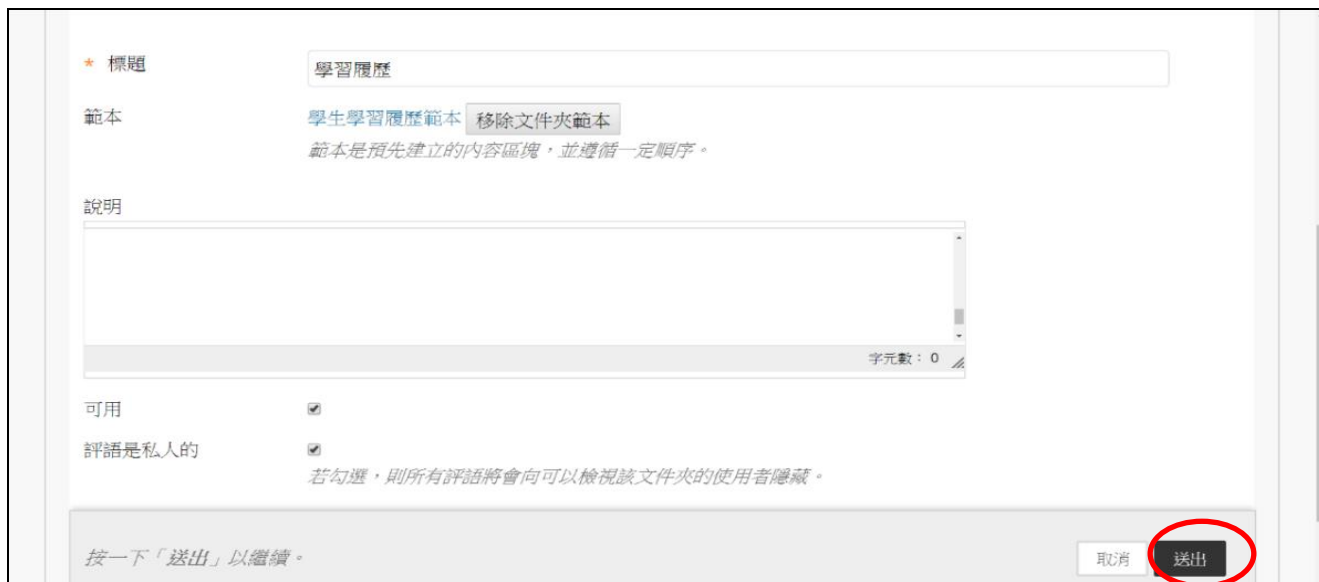 * 標題 學習履歷
範本 學生學習履歷範本 移除文件夾範本
範本是預先建立的內容區塊，並遵循一定順序。
說明
字元數： 0
可用
評語是私人的
若勾選，則所有評語將會向可以檢視該文件夾的使用者隱藏。
按一下「送出」以繼續。 取消 送出